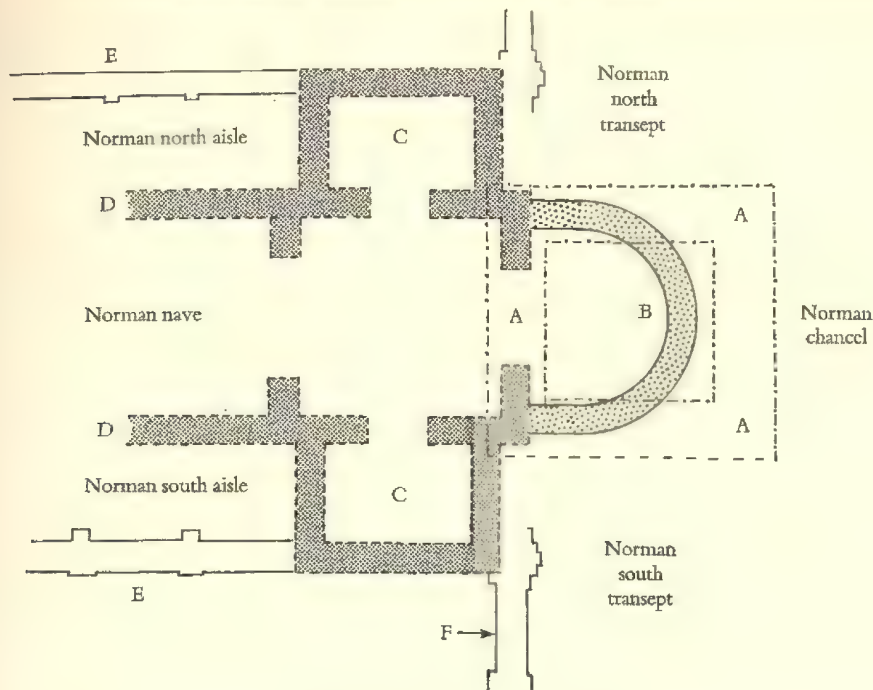 E
Norman
north
transept
Norman north aisle
C
D
A
Norman nave
A
B
Norman
chancel
D
A
Norman south aisle
C
Norman
south
transept
E
F